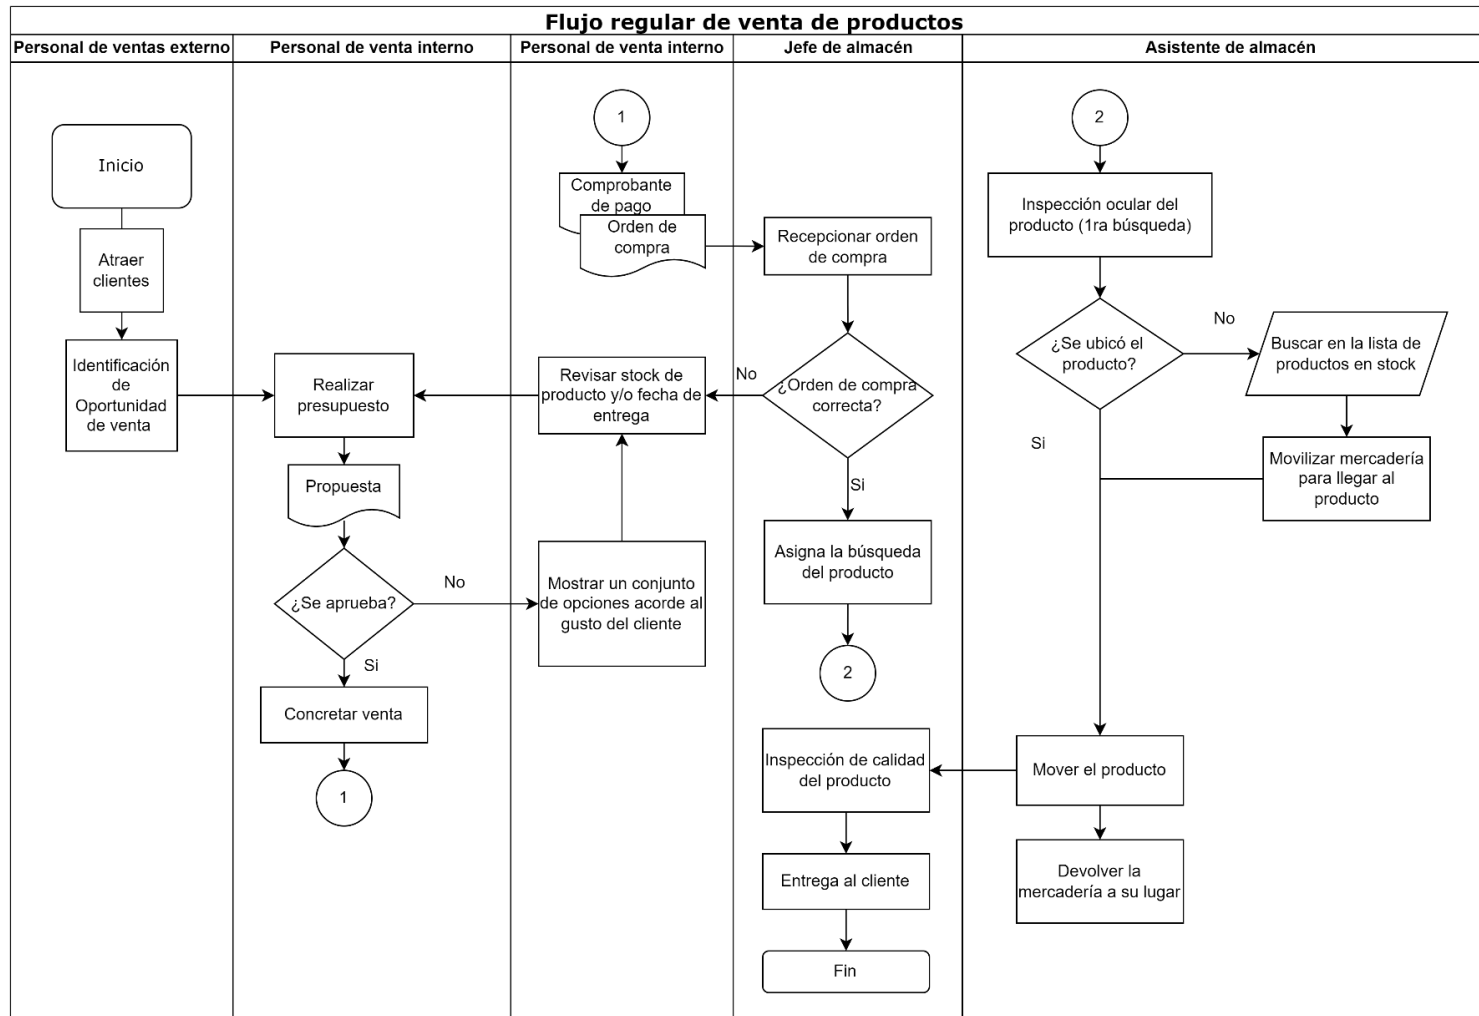 Flujo regular de venta de productos
Personal de ventas externo
Personal de venta interno
Personal de venta interno
Jefe de almacén
Asistente de almacén
Inicio
Atraer
clientes
Identificación
de
Oportunidad
de venta
Realizar
presupuesto
Propuesta
¿Se aprueba?
No
Si
Concretar venta
1
1
Comprobante
de pago
Orden de
compra
Revisar stock de
producto y/o fecha de
entrega
Mostrar un conjunto
de opciones acorde al
gusto del cliente
Recepcionar orden
de compra
¿Orden de compra
correcta?
No
Si
Asigna la búsqueda
del producto
2
Inspección de calidad
del producto
Entrega al cliente
Fin
2
Inspección ocular del
producto (1ra búsqueda)
¿Se ubicó el
producto?
No
Si
Buscar en la lista de
productos en stock
Movilizar mercadería
para llegar al
producto
Mover el producto
Devolver la
mercadería a su lugar